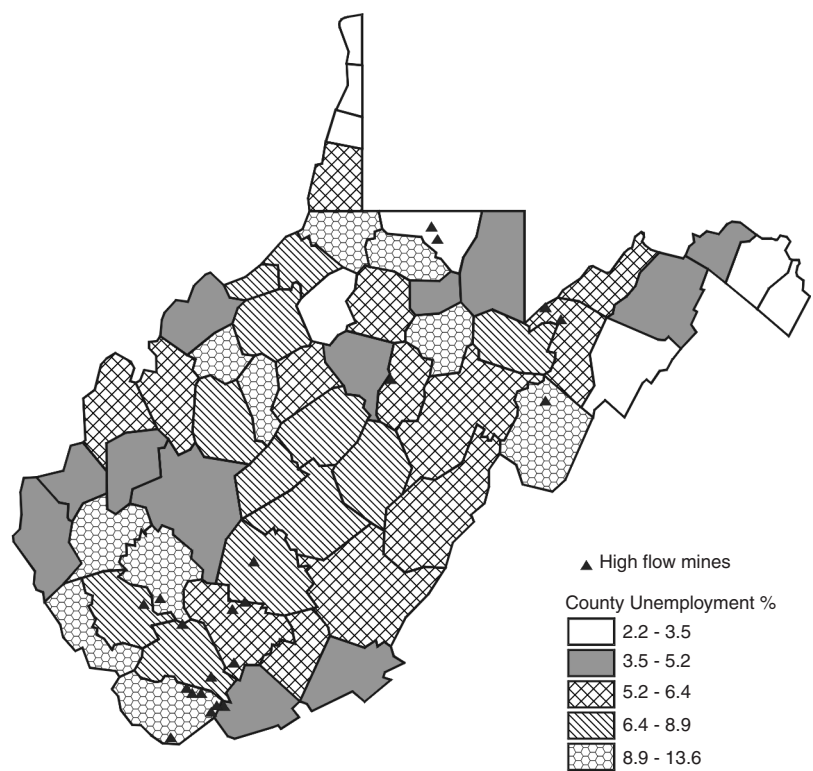 High flow mines
County Unemployment %
2.2 - 3.5
3.5 - 5.2
5.2 - 6.4
6.4 - 8.9
8.9 - 13.6